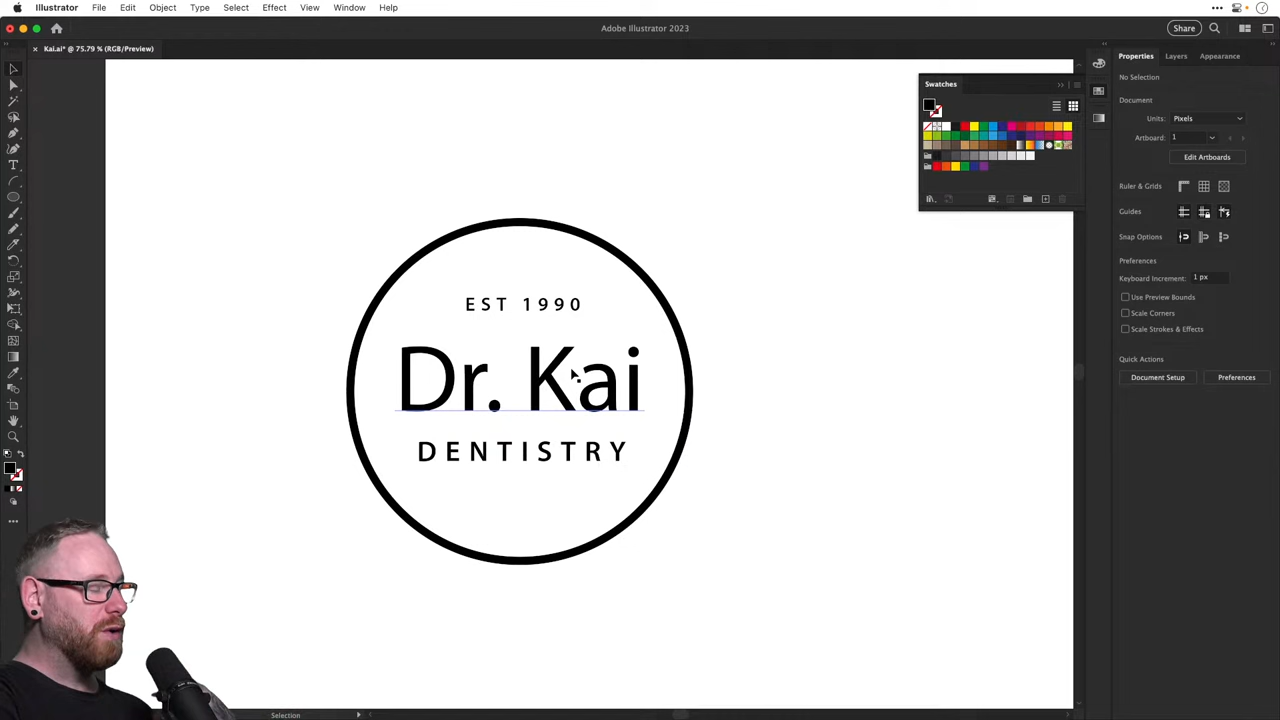 Illustrator File Edit Object Type Select Effect View Window Help
Adobe Illustrator 2023
Share
Kai.ai* @ 75.79 % (RGB/Preview)
Properties Layers Appearance
No Selection
Swatches
Document
Units: Pixels
Artboard: 1
Edit Artboards
Ruler & Grids
Guides
Snap Options
Preferences
Keyboard Increment: 1 px
Use Preview Bounds
Scale Corners
Scale Strokes & Effects
Quick Actions
Document Setup Preferences
EST 1990
Dr. Kai
DENTISTRY
Selection